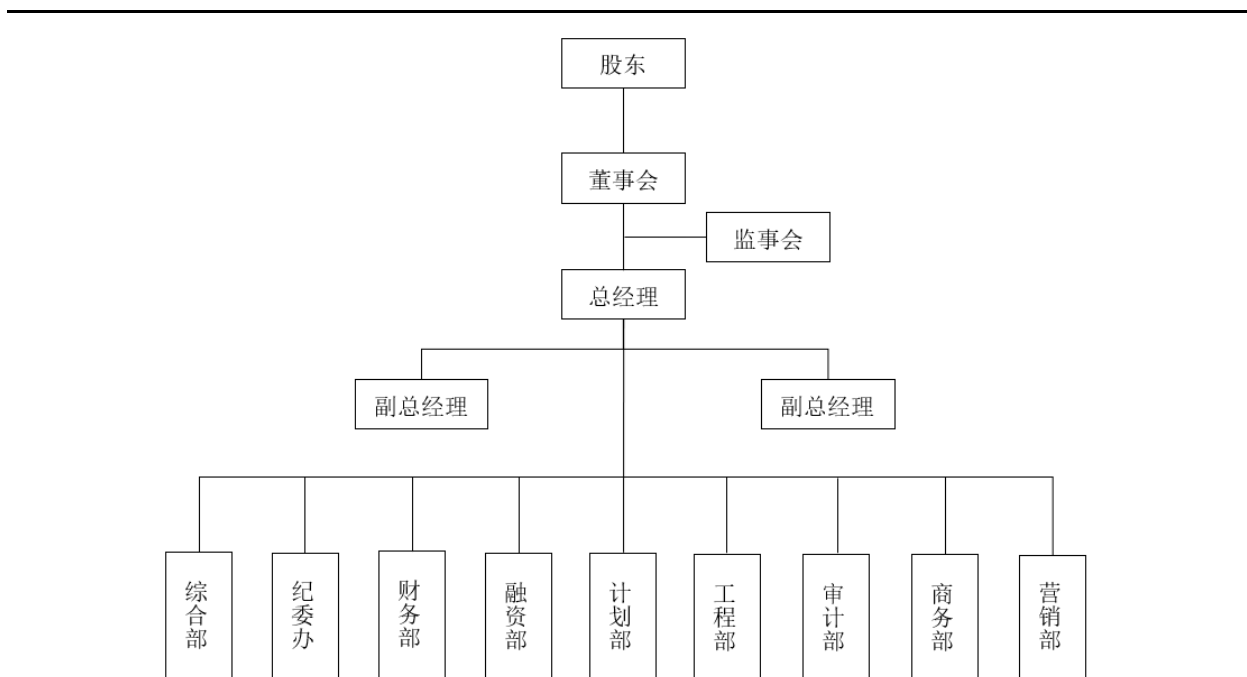 股东
董事会
监事会
总经理
副总经理
副总经理
综合部
纪委办
财务部
融资部
计划部
工程部
审计部
商务部
营销部